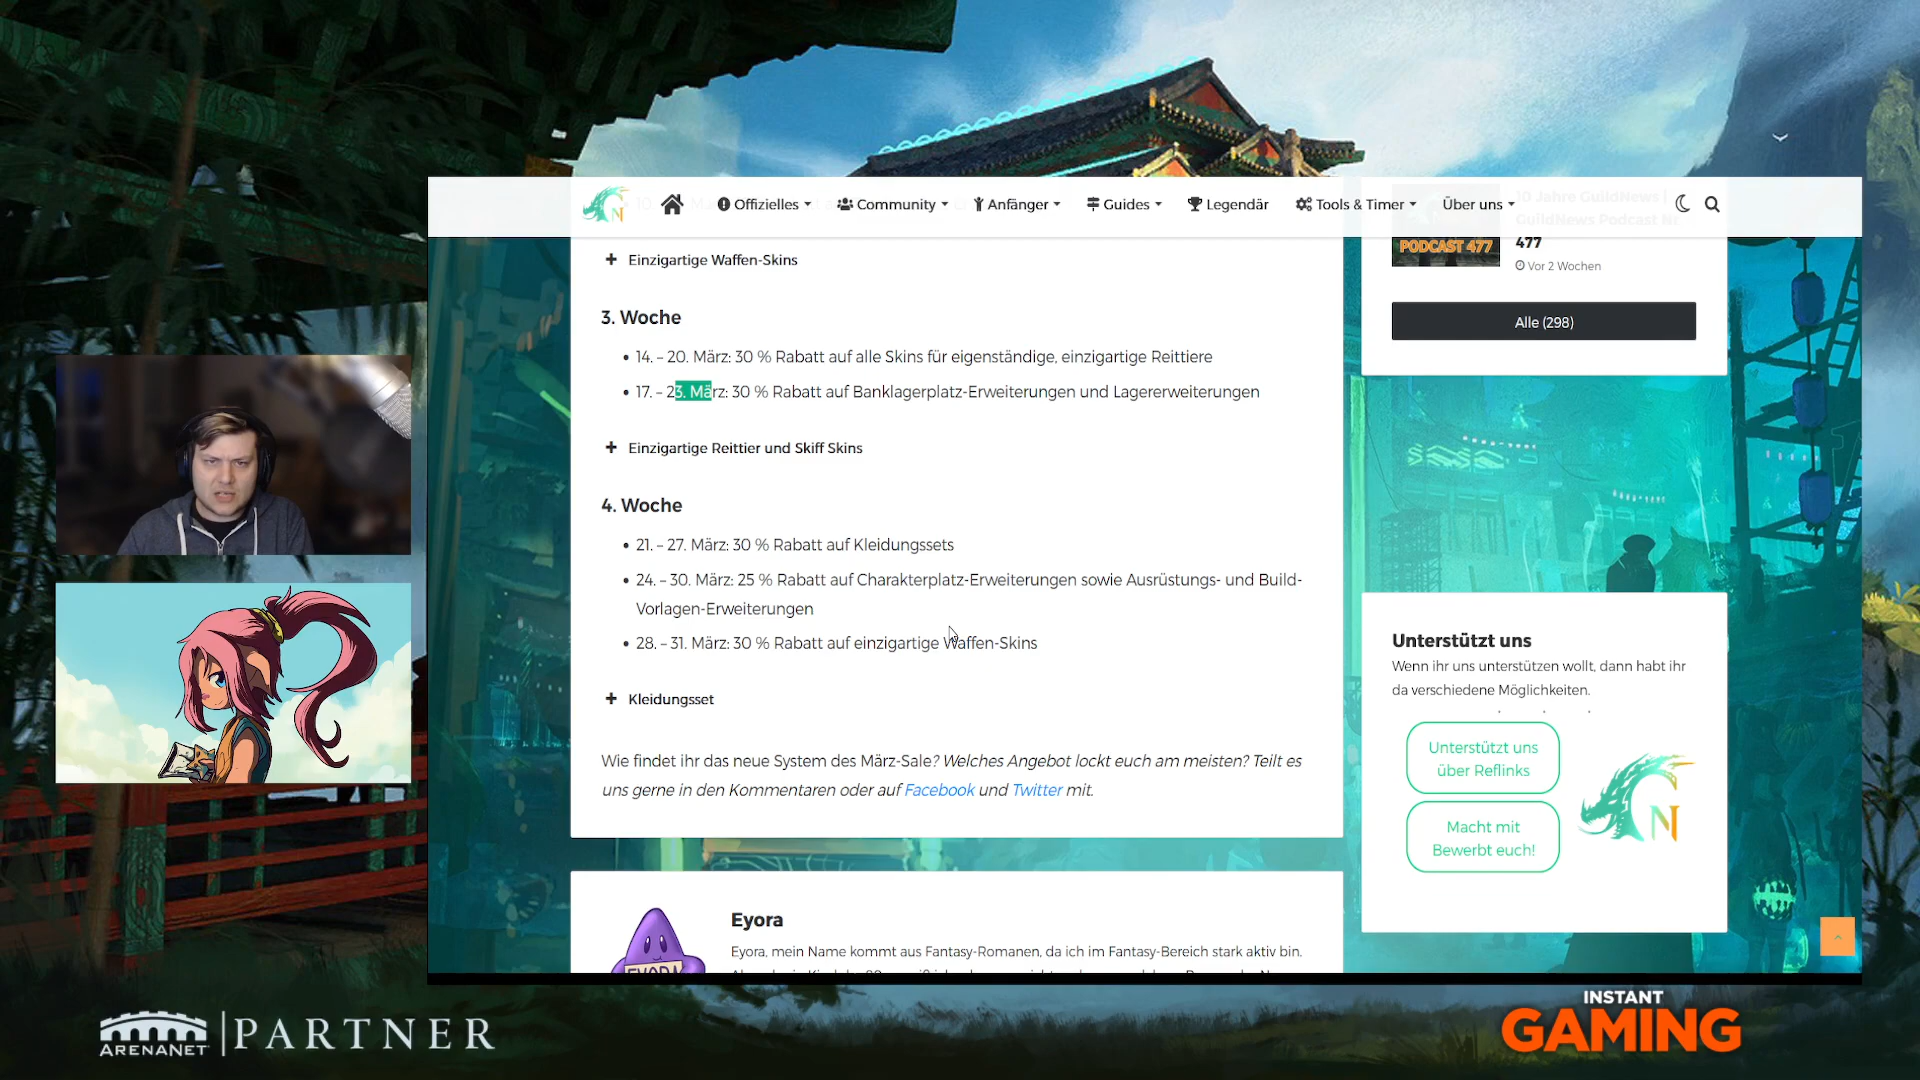 Offizielles
Community
Anfänger
Guides
Legendär
Tools & Timer
Über uns
10 Jahre GuildNews |
GuildNews Podcast Nr
477
PODCAST 477
Vor 2 Wochen
Alle (298)
Einzigartige Waffen-Skins
3. Woche
• 14. – 20. März: 30 % Rabatt auf alle Skins für eigenständige, einzigartige Reittiere
• 17. – 23. März: 30 % Rabatt auf Banklagerplatz-Erweiterungen und Lagererweiterungen
Einzigartige Reittier und Skiff Skins
4. Woche
• 21. – 27. März: 30 % Rabatt auf Kleidungssets
• 24. – 30. März: 25 % Rabatt auf Charakterplatz-Erweiterungen sowie Ausrüstungs- und Build-
Vorlagen-Erweiterungen
• 28. – 31. März: 30 % Rabatt auf einzigartige Waffen-Skins
Kleidungsset
Wie findet ihr das neue System des März-Sale? Welches Angebot lockt euch am meisten? Teilt es
uns gerne in den Kommentaren oder auf Facebook und Twitter mit.
Unterstützt uns
Wenn ihr uns unterstützen wollt, dann habt ihr
da verschiedene Möglichkeiten.
Unterstützt uns
über Reflinks
Macht mit
Bewerbt euch!
N
Eyora
Eyora, mein Name kommt aus Fantasy-Romanen, da ich im Fantasy-Bereich stark aktiv bin.
EYORA
ARENANET | PARTNER
INSTANT
GAMING